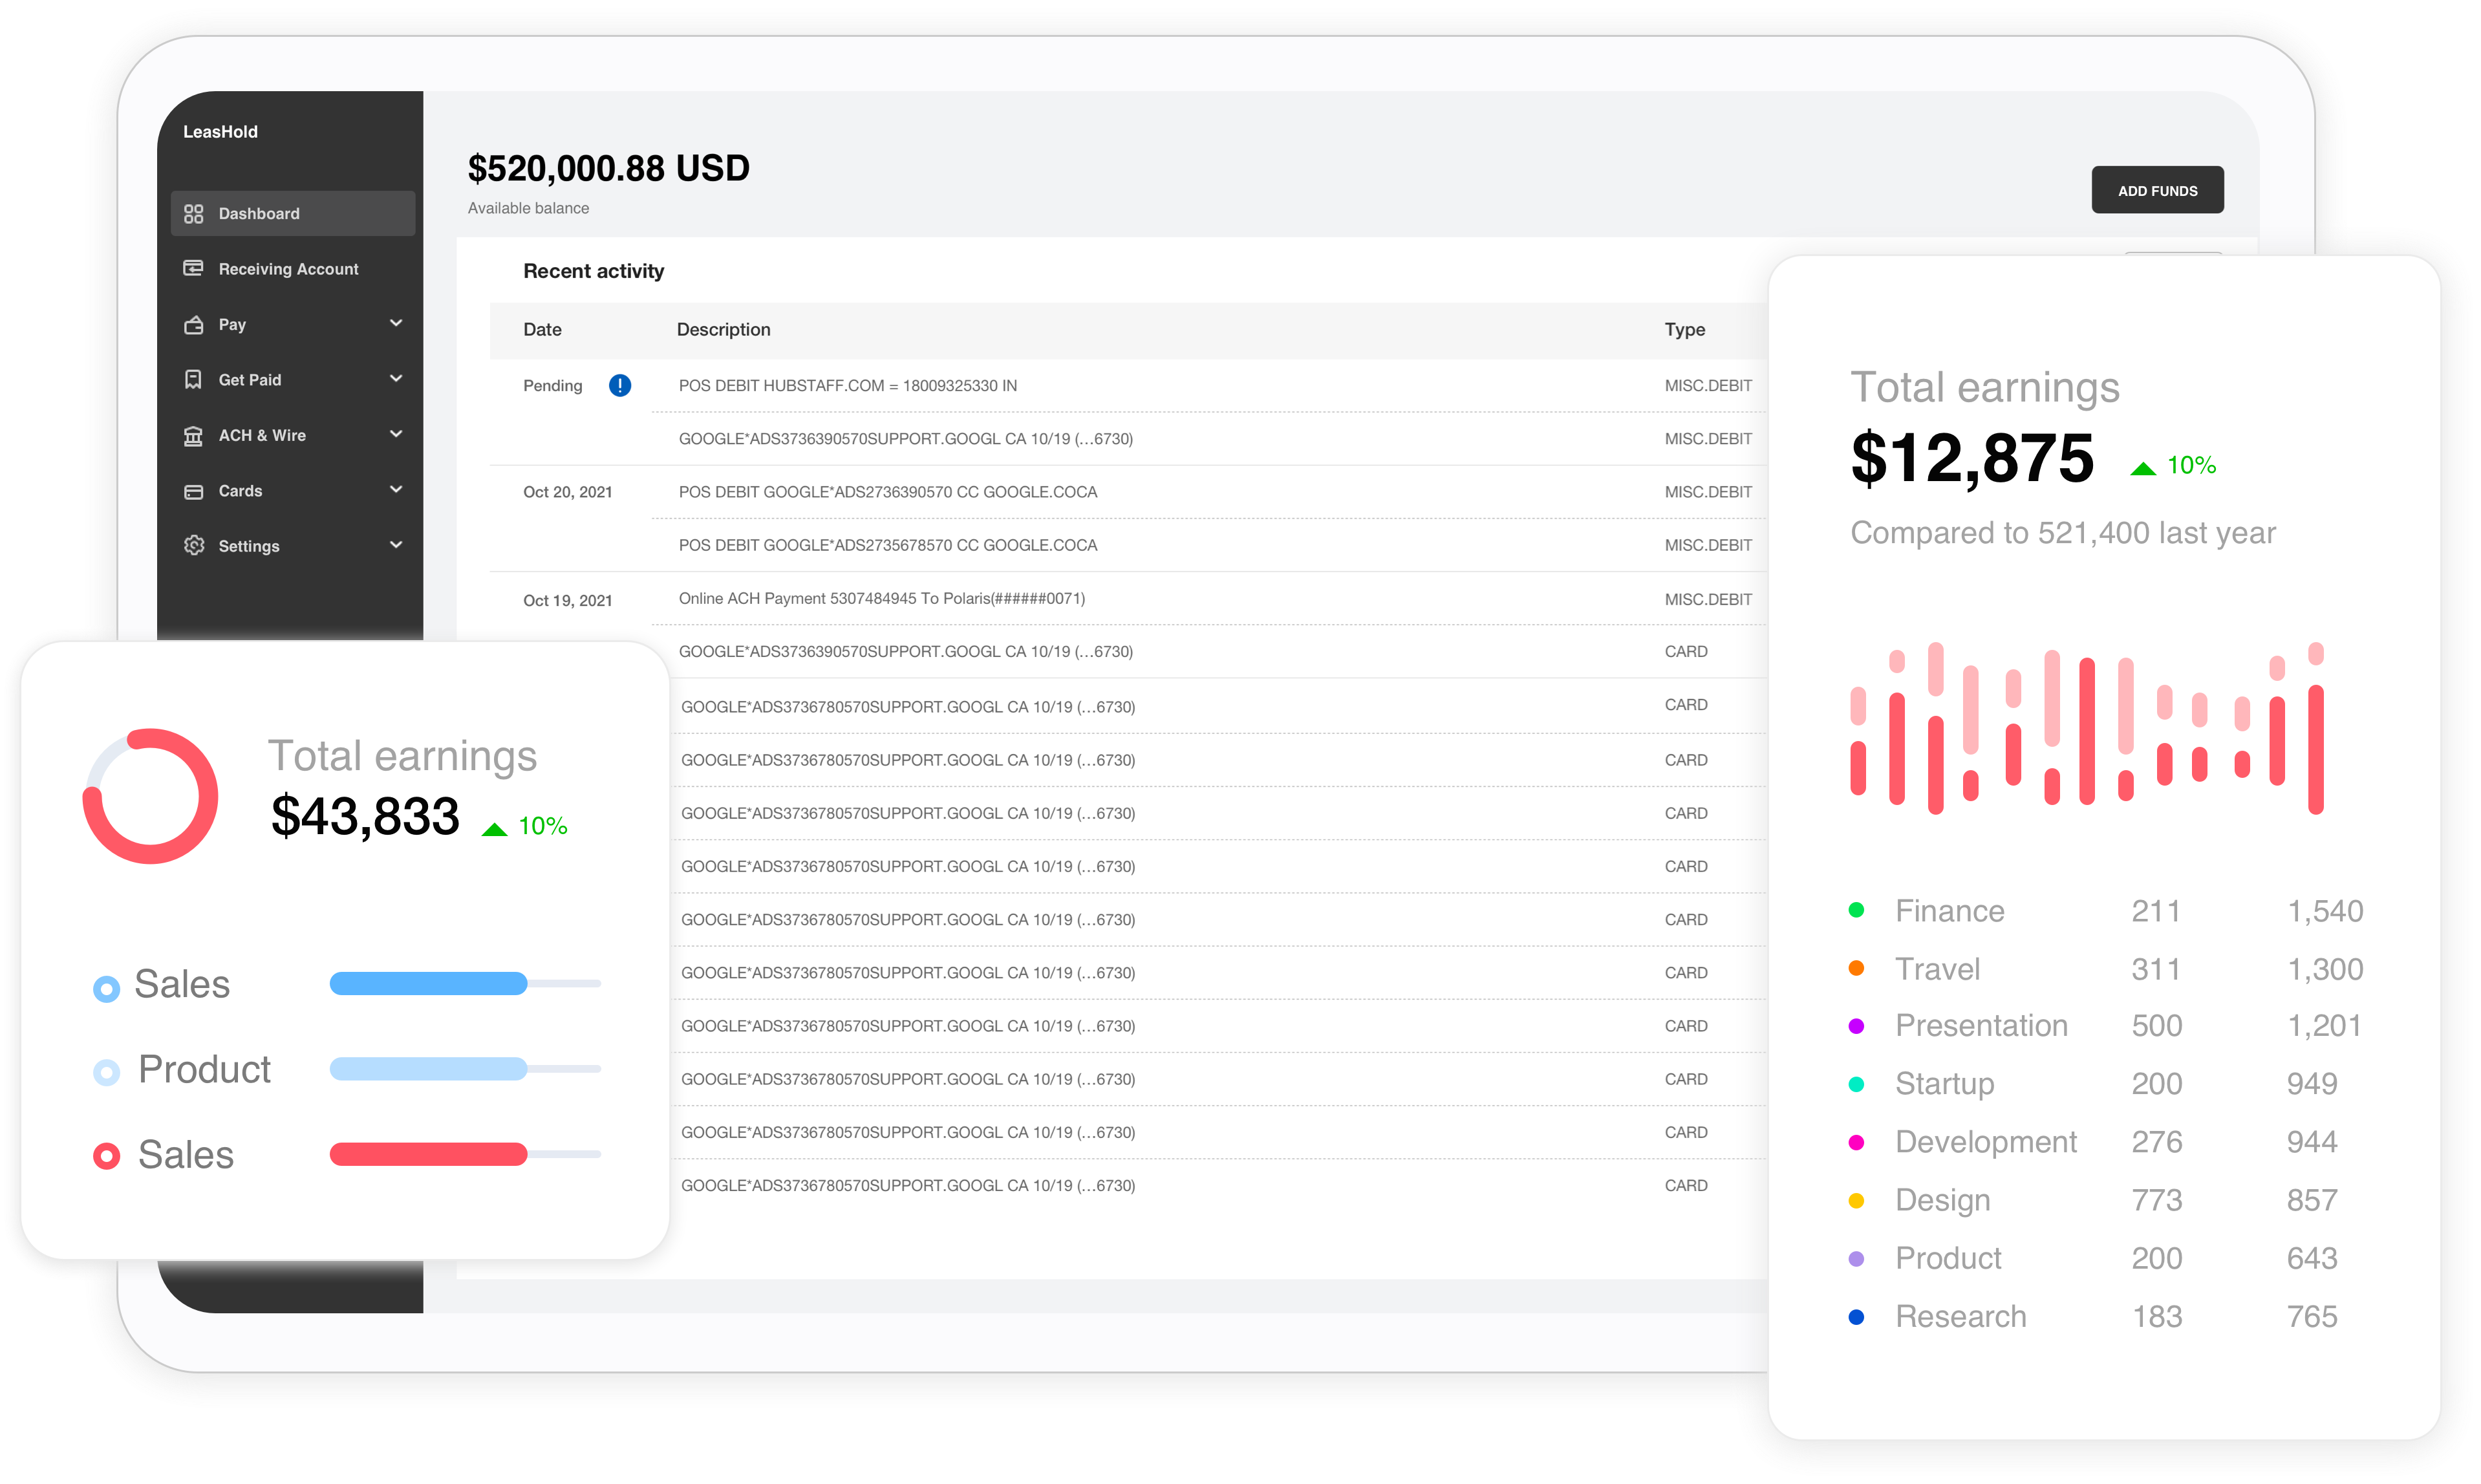 LeasHold
Dashboard
Receiving Account
Pay
Get Paid
ACH & Wire
Cards
Settings
$520,000.88 USD
Available balance
ADD FUNDS
Recent activity
Date Description Type
Pending ! POS DEBIT HUBSTAFF.COM = 18009325330 IN MISC.DEBIT
GOOGLE*ADS3736390570SUPPORT.GOOGL CA 10/19 (...6730) MISC.DEBIT
Oct 20, 2021 POS DEBIT GOOGLE*ADS2736390570 CC GOOGLE.COCA MISC.DEBIT
POS DEBIT GOOGLE*ADS2735678570 CC GOOGLE.COCA MISC.DEBIT
Oct 19, 2021 Online ACH Payment 5307484945 To Polaris(######0071) MISC.DEBIT
GOOGLE*ADS3736390570SUPPORT.GOOGL CA 10/19 (...6730) CARD
GOOGLE*ADS3736780570SUPPORT.GOOGL CA 10/19 (...6730) CARD
GOOGLE*ADS3736780570SUPPORT.GOOGL CA 10/19 (...6730) CARD
GOOGLE*ADS3736780570SUPPORT.GOOGL CA 10/19 (...6730) CARD
GOOGLE*ADS3736780570SUPPORT.GOOGL CA 10/19 (...6730) CARD
GOOGLE*ADS3736780570SUPPORT.GOOGL CA 10/19 (...6730) CARD
GOOGLE*ADS3736780570SUPPORT.GOOGL CA 10/19 (...6730) CARD
GOOGLE*ADS3736780570SUPPORT.GOOGL CA 10/19 (...6730) CARD
GOOGLE*ADS3736780570SUPPORT.GOOGL CA 10/19 (...6730) CARD
GOOGLE*ADS3736780570SUPPORT.GOOGL CA 10/19 (...6730) CARD
GOOGLE*ADS3736780570SUPPORT.GOOGL CA 10/19 (...6730) CARD
Total earnings
$43,833 10%
Sales
Product
Sales
Total earnings
$12,875 10%
Compared to 521,400 last year
Finance 211 1,540
Travel 311 1,300
Presentation 500 1,201
Startup 200 949
Development 276 944
Design 773 857
Product 200 643
Research 183 765